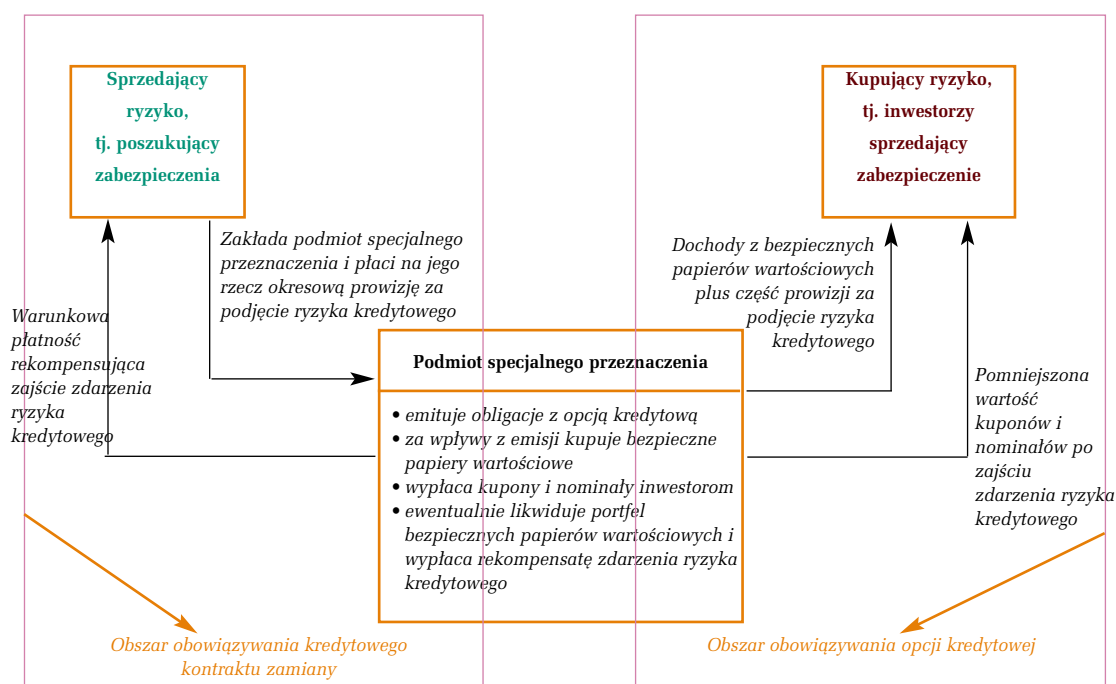 Sprzedający
ryzyko,
tj. poszukujący
zabezpieczenia
Kupujący ryzyko,
tj. inwestorzy
sprzedający
zabezpieczenie
Zakłada podmiot specjalnego
przeznaczenia i płaci na jego
rzecz okresową prowizję za
podjęcie ryzyka kredytowego
Dochody z bezpiecznych
papierów wartościowych
plus część prowizji za
podjęcie ryzyka
kredytowego
Warunkowa
płatność
rekompensująca
zajście zdarzenia
ryzyka
kredytowego
Podmiot specjalnego przeznaczenia
• emituje obligacje z opcją kredytową
• za wpływy z emisji kupuje bezpieczne
papiery wartościowe
• wypłaca kupony i nominały inwestorom
• ewentualnie likwiduje portfel
bezpiecznych papierów wartościowych i
wypłaca rekompensatę zdarzenia ryzyka
kredytowego
Pomniejszona
wartość
kuponów i
nominałów po
zajściu
zdarzenia ryzyka
kredytowego
Obszar obowiązywania kredytowego
kontraktu zamiany
Obszar obowiązywania opcji kredytowej